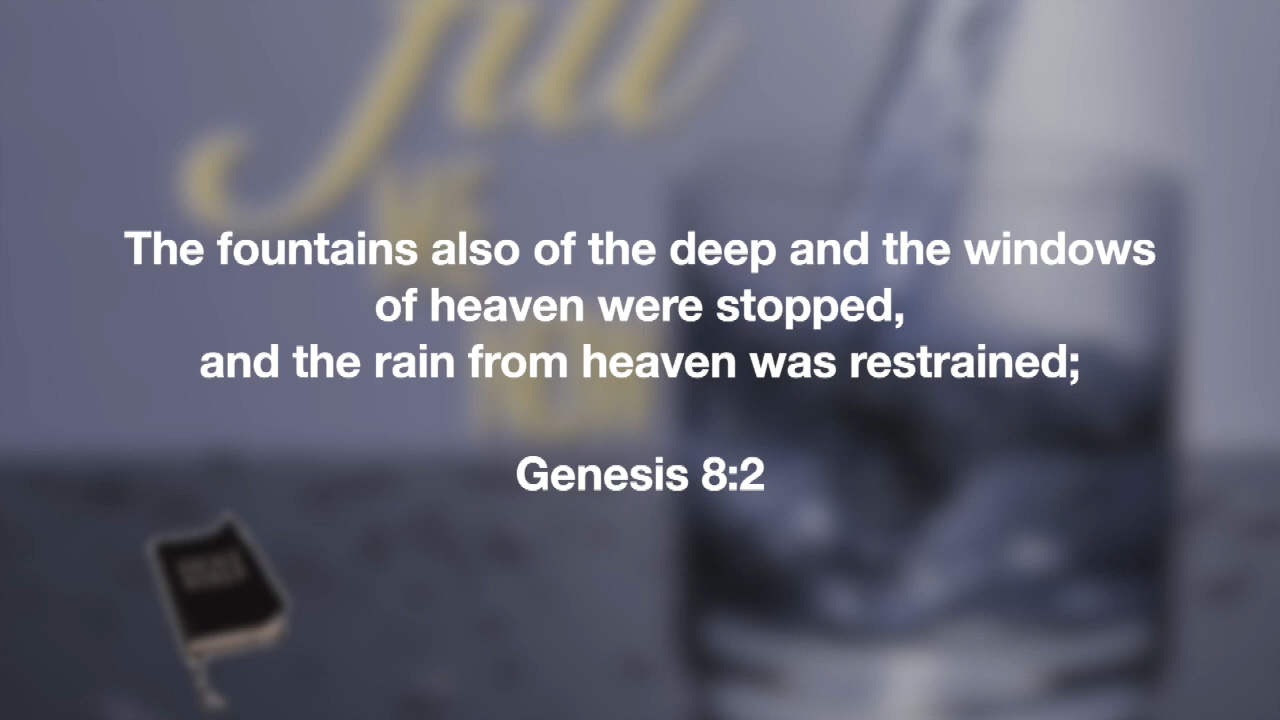 fill
The fountains also of the deep and the windows
of heaven were stopped,
and the rain from heaven was restrained;
Genesis 8:2